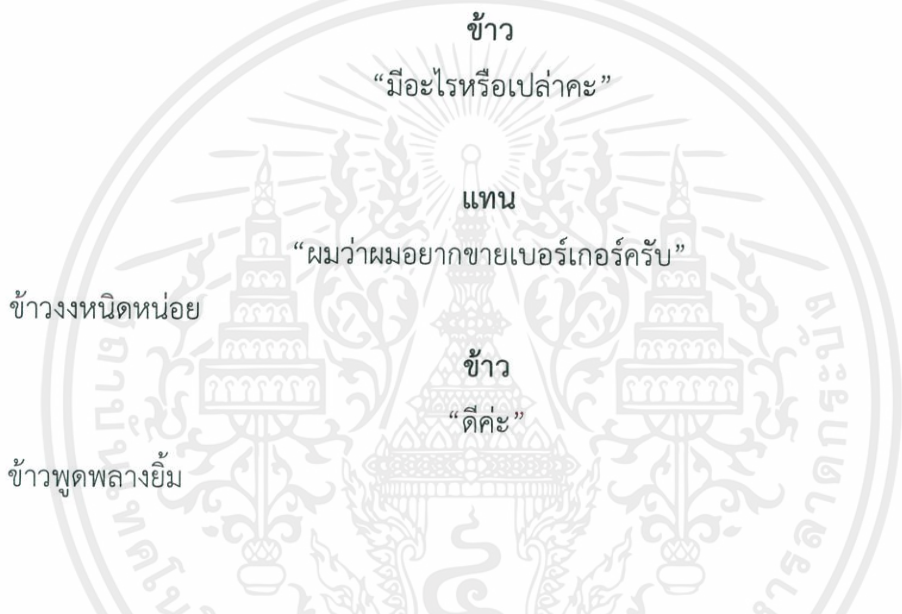 ข้าว
“มีอะไรหรือเปล่าคะ”
แทน
“ผมว่าผมอยากขายเบอร์เกอร์ครับ”
ข้าวงงหนิดหน่อย
ข้าว
“ดีค่ะ”
ข้าวพูดพลางยิ้ม